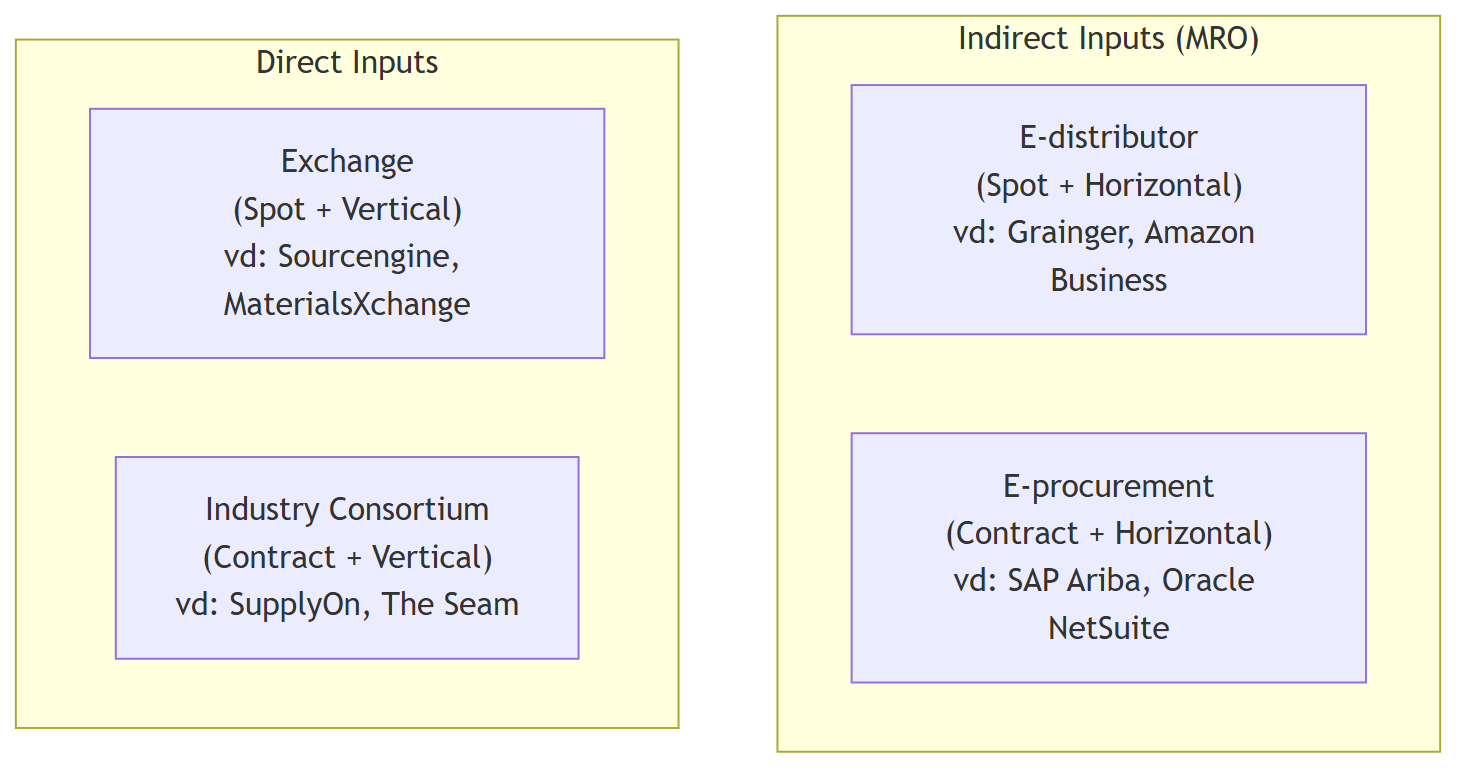 Direct Inputs
Exchange
(Spot + Vertical)
vd: Sourcengine,
MaterialsXchange
Industry Consortium
(Contract + Vertical)
vd: SupplyOn, The Seam
Indirect Inputs (MRO)
E-distributor
(Spot + Horizontal)
vd: Grainger, Amazon
Business
E-procurement
(Contract + Horizontal)
vd: SAP Ariba, Oracle
NetSuite